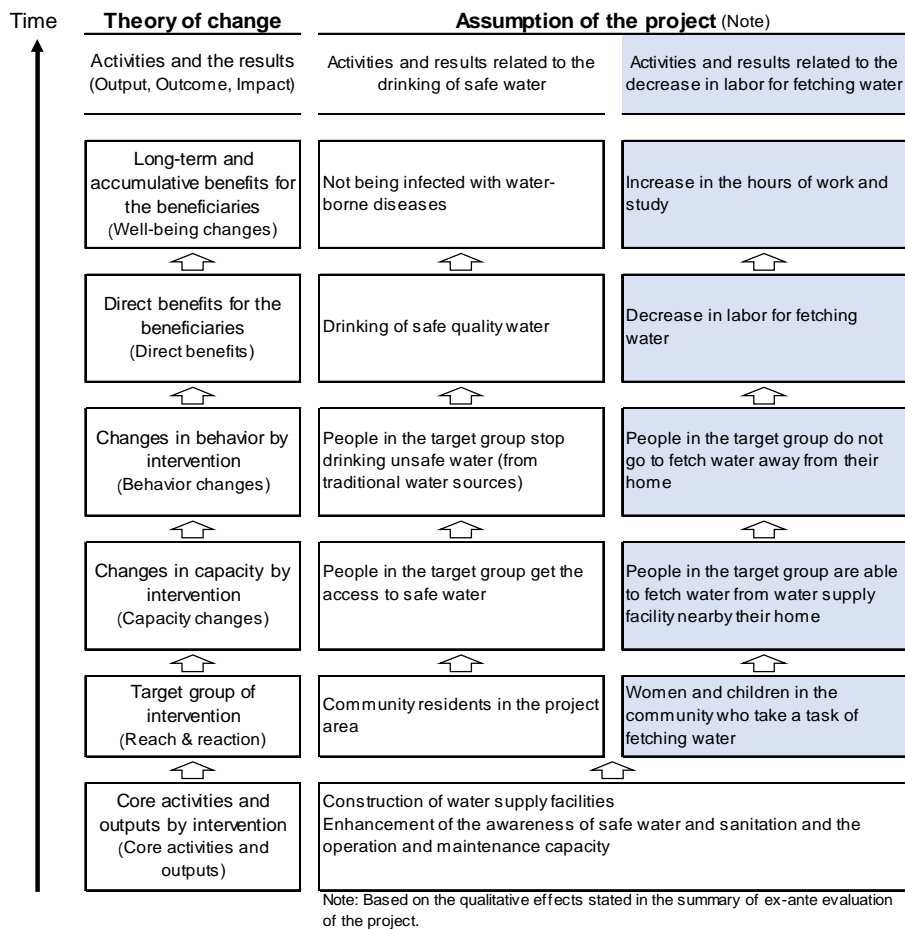 Time
Theory of change
Assumption of the project (Note)
Activities and the results
(Output, Outcome, Impact)
Activities and results related to the
drinking of safe water
Activities and results related to the
decrease in labor for fetching water
Long-term and
accumulative benefits for
the beneficiaries
(Well-being changes)
Not being infected with water-
borne diseases
Increase in the hours of work and
study
Direct benefits for the
beneficiaries
(Direct benefits)
Drinking of safe quality water
Decrease in labor for fetching
water
Changes in behavior by
intervention
(Behavior changes)
People in the target group stop
drinking unsafe water (from
traditional water sources)
People in the target group do not
go to fetch water away from their
home
Changes in capacity by
intervention
(Capacity changes)
People in the target group get the
access to safe water
People in the target group are able
to fetch water from water supply
facility nearby their home
Target group of
intervention
(Reach & reaction)
Community residents in the project
area
Women and children in the
community who take a task of
fetching water
Core activities and
outputs by intervention
(Core activities and
outputs)
Construction of water supply facilities
Enhancement of the awareness of safe water and sanitation and the
operation and maintenance capacity
Note: Based on the qualitative effects stated in the summary of ex-ante evaluation
of the project.